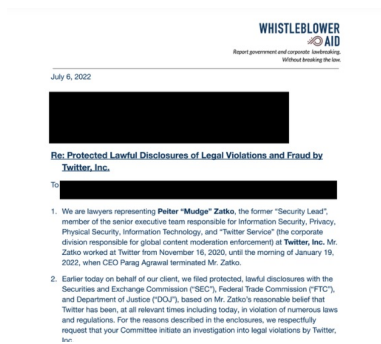 WHISTLEBLOWER
AID
Report government and corporate lawbreaking.
Without breaking the law.
July 6, 2022
Re: Protected Lawful Disclosures of Legal Violations and Fraud by
Twitter, Inc.
To
1. We are lawyers representing Peiter "Mudge" Zatko, the former "Security Lead",
member of the senior executive team responsible for Information Security, Privacy,
Physical Security, Information Technology, and "Twitter Service" (the corporate
division responsible for global content moderation enforcement) at Twitter, Inc. Mr.
Zatko worked at Twitter from November 16, 2020, until the morning of January 19,
2022, when CEO Parag Agrawal terminated Mr. Zatko.
2. Earlier today on behalf of our client, we filed protected, lawful disclosures with the
Securities and Exchange Commission ("SEC"), Federal Trade Commission ("FTC"),
and Department of Justice ("DOJ"), based on Mr. Zatko's reasonable belief that
Twitter has been, at all relevant times including today, in violation of numerous laws
and regulations. For the reasons described in the enclosures, we respectfully
request that your Committee initiate an investigation into legal violations by Twitter,
Inc.